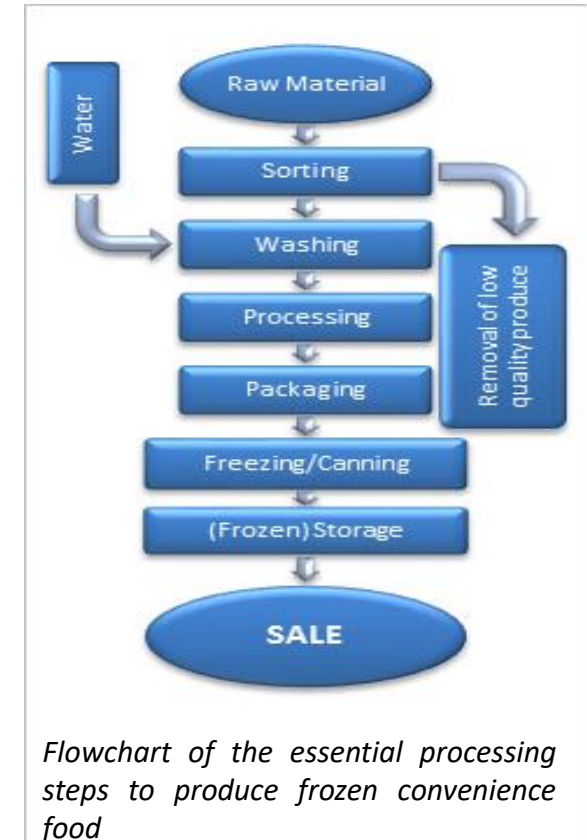 Raw Material
Water
Sorting
Washing
Removal of low
quality produce
Processing
Packaging
Freezing/Canning
(Frozen) Storage
SALE
Flowchart of the essential processing
steps to produce frozen convenience
food